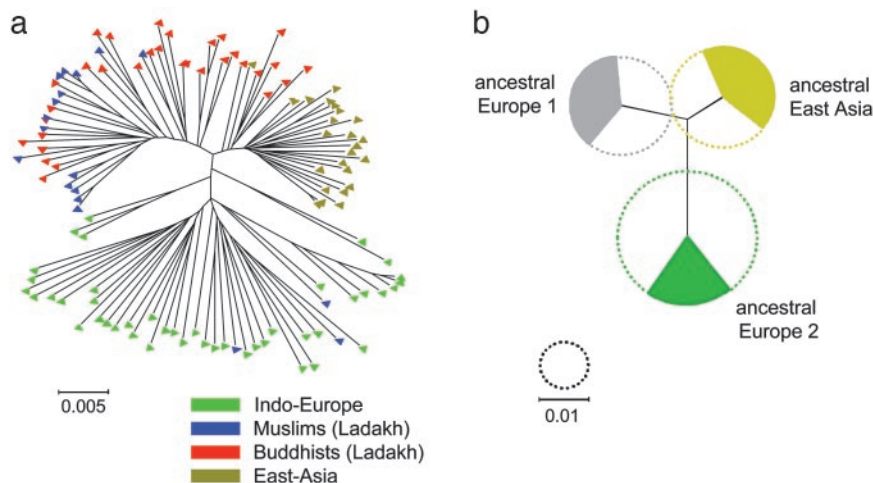 a
0.005
Indo-Europe
Muslims (Ladakh)
Buddhists (Ladakh)
East-Asia
b
ancestral
Europe 1
ancestral
East Asia
ancestral
Europe 2
0.01